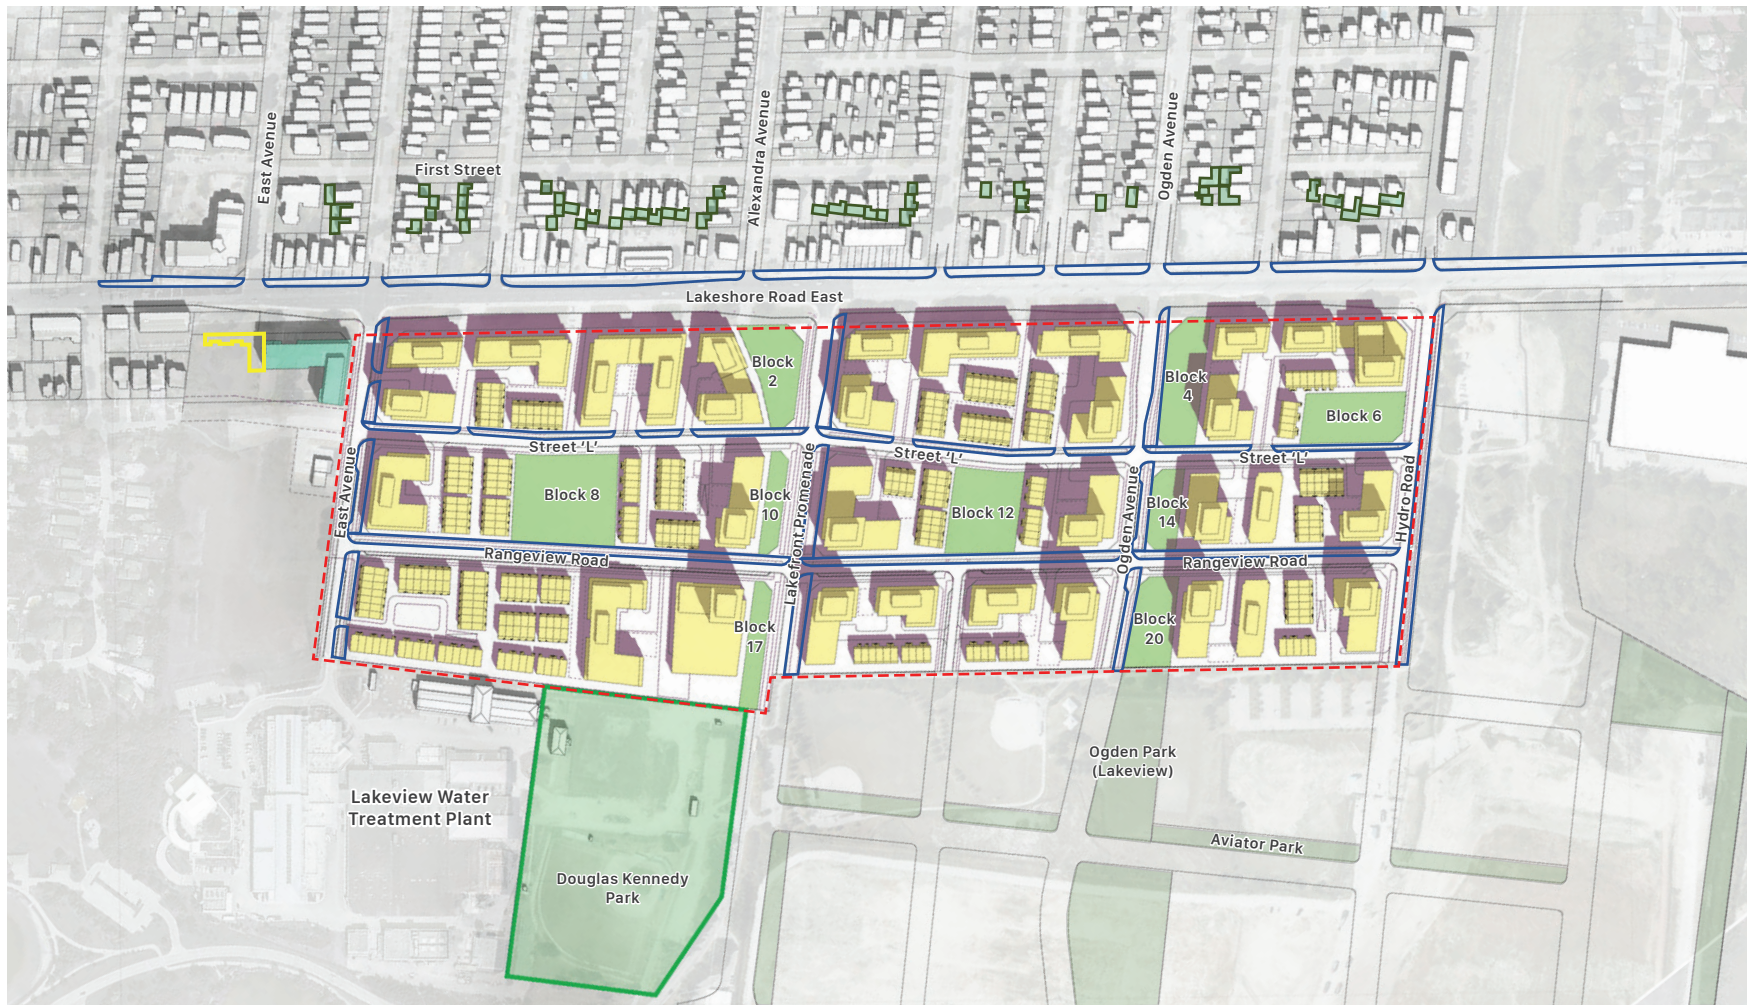 East Avenue
First Street
Alexandra Avenue
Ogden Avenue
Lakeshore Road East
Block
2
Block
4
Block 6
Street ‘L’
Street ‘L’
Street ‘L’
East Avenue
Block 8
Block
10
Lakefront Promenade
Block 12
Ogden Avenue
Block
14
Hydro Road
Rangeview Road
Rangeview Road
Block
17
Block
20
Ogden Park
(Lakeview)
Lakeview Water
Treatment Plant
Aviator Park
Douglas Kennedy
Park